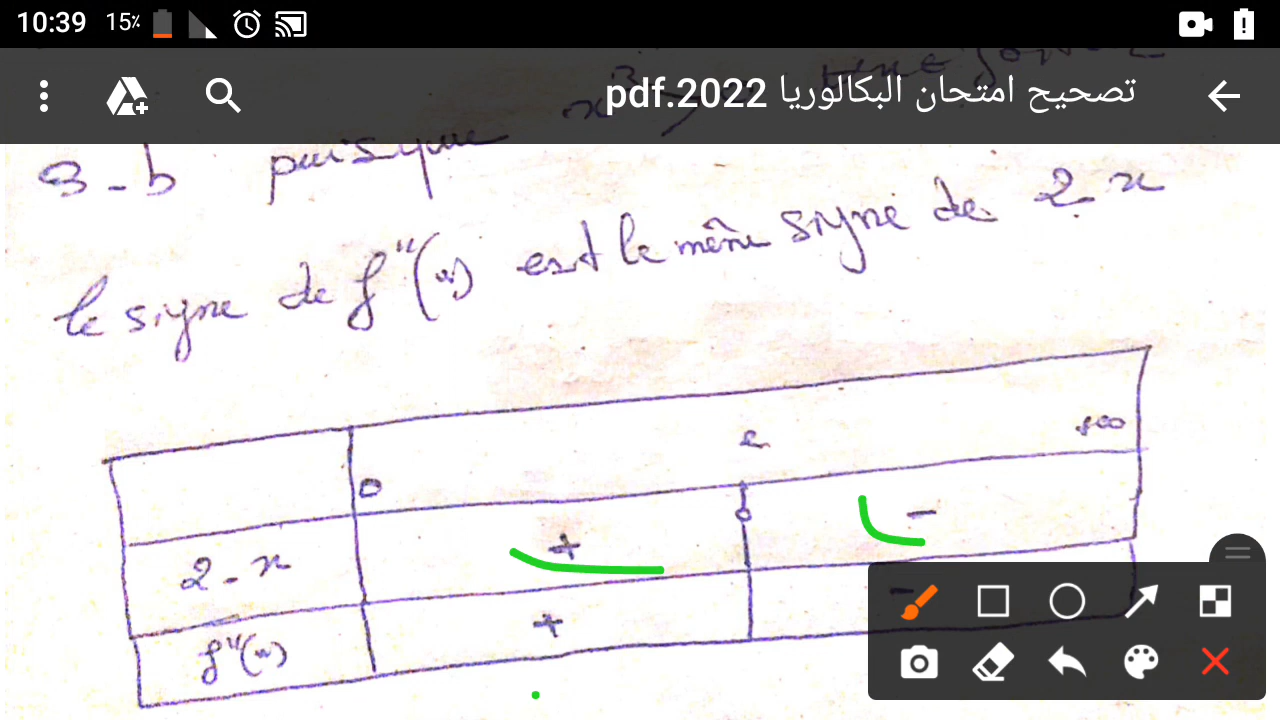 10:39 15%
تصحيح امتحان البكالوريا 2022.pdf
3-b puisque x³
le signe de f''(x) est le même signe de 2-x
0 2 +∞
2-x + 0 -
f''(x) + -